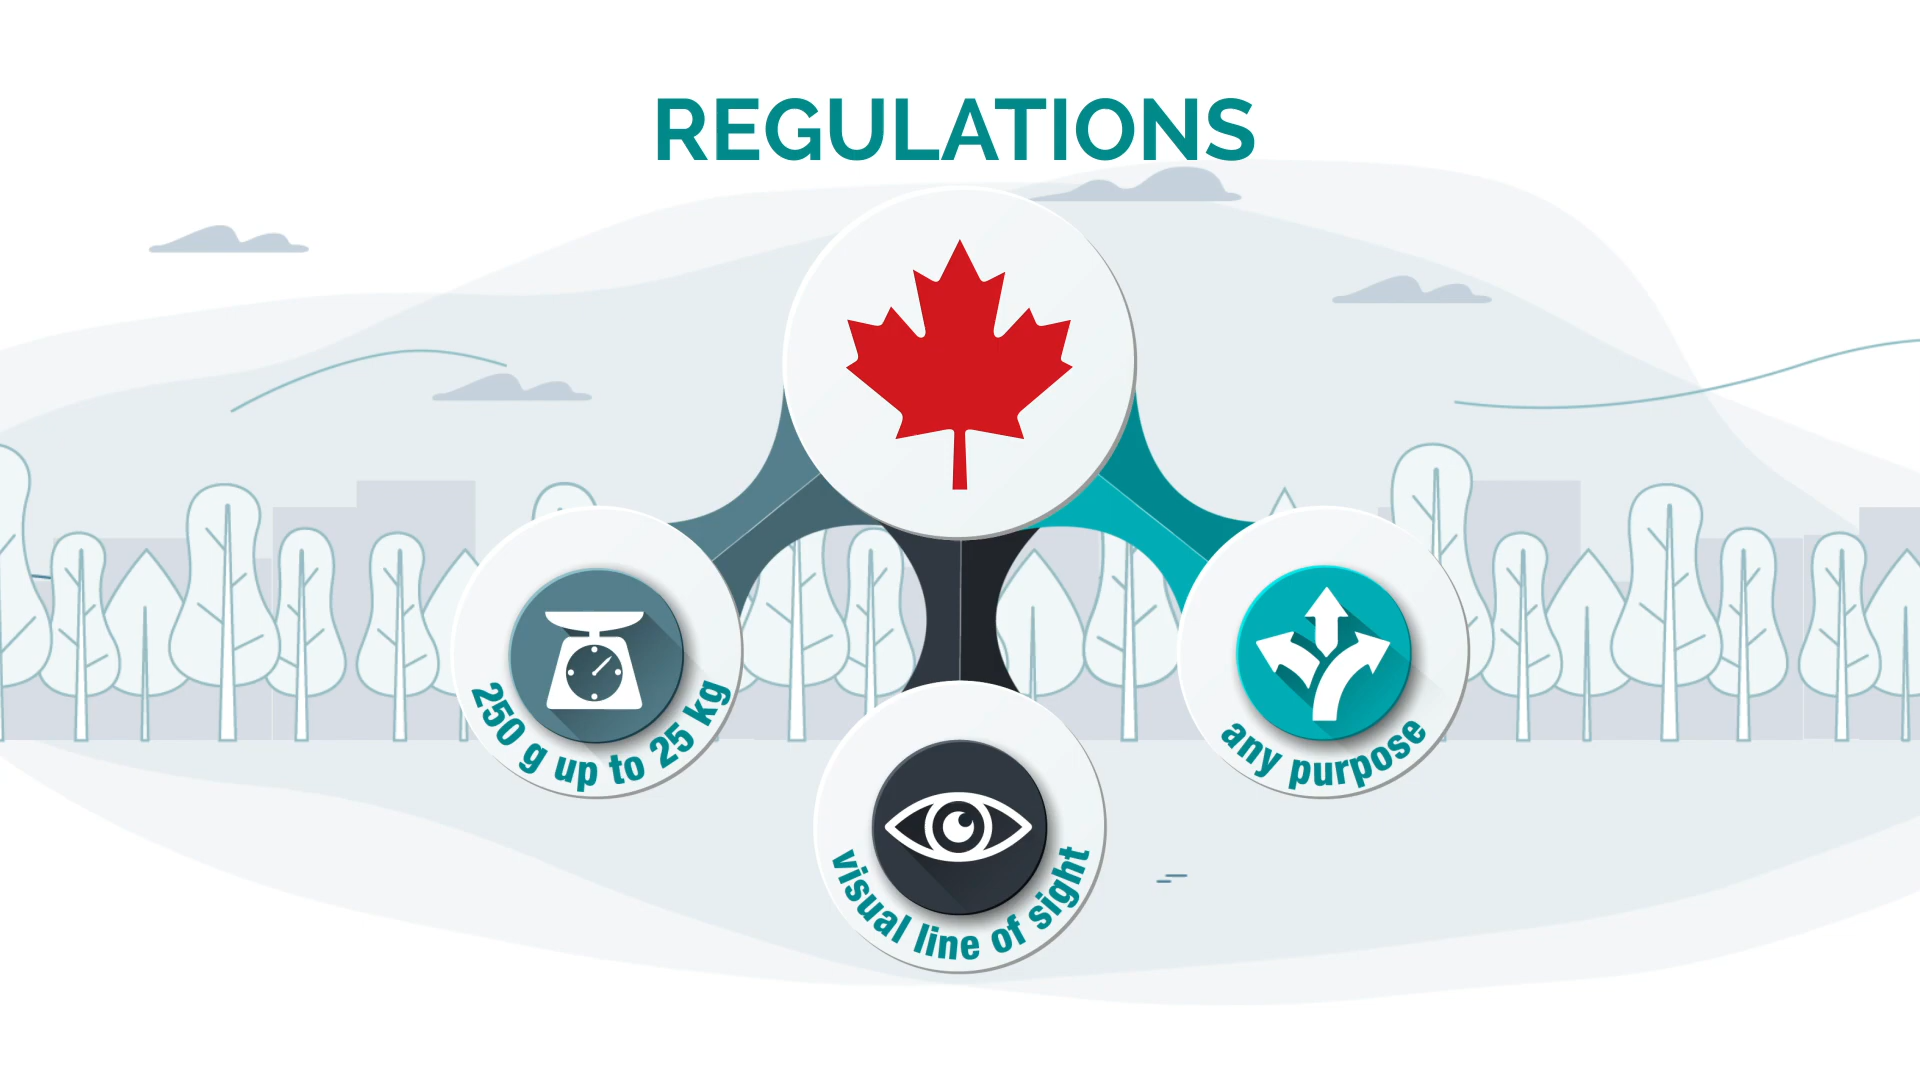 REGULATIONS
250 g up to 25 kg
visual line of sight
any purpose